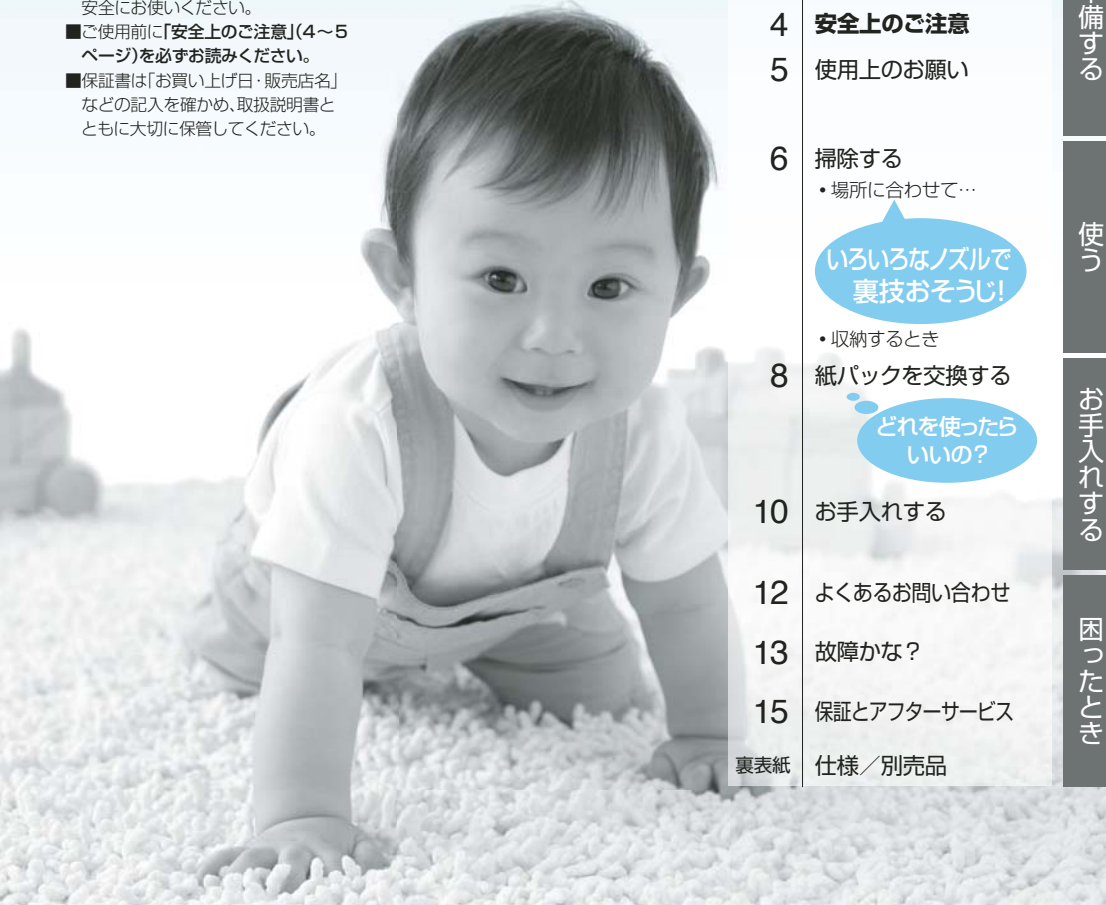 安全にお使いください。
■ご使用前に「安全上のご注意」(4〜5
ページ)を必ずお読みください。
■保証書は「お買い上げ日・販売店名」
などの記入を確かめ、取扱説明書と
ともに大切に保管してください。
4 安全上のご注意
5 使用上のお願い
6 掃除する
•場所に合わせて…
いろいろなノズルで
裏技おそうじ!
•収納するとき
8 紙パックを交換する
どれを使ったら
いいの?
10 お手入れする
12 よくあるお問い合わせ
13 故障かな?
15 保証とアフターサービス
裏表紙 仕様/別売品
備する
使う
お手入れする
困ったとき